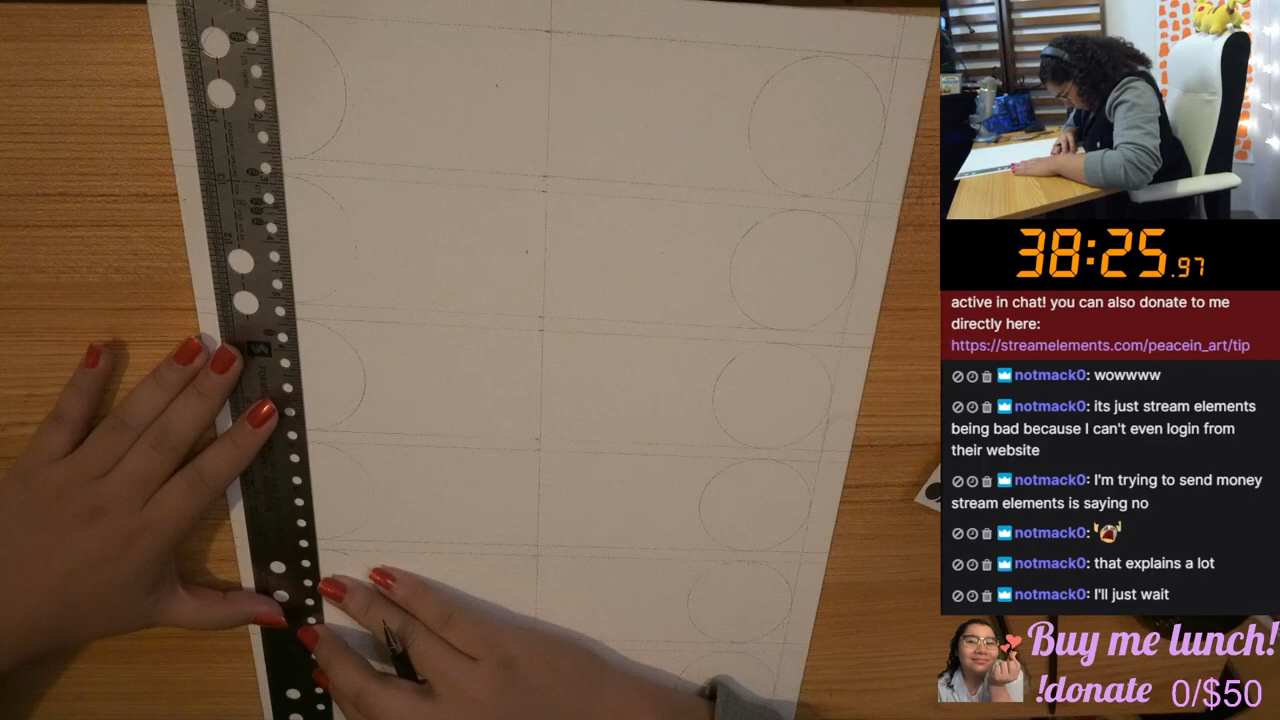 38:25.97
active in chat! you can also donate to me
directly here:
https://streamelements.com/peacein_art/tip
notmack0: wowwww
notmack0: its just stream elements
being bad because I can't even login from
their website
notmack0: I'm trying to send money
stream elements is saying no
notmack0:
notmack0: that explains a lot
notmack0: I'll just wait
Buy me lunch!
!donate 0/$50